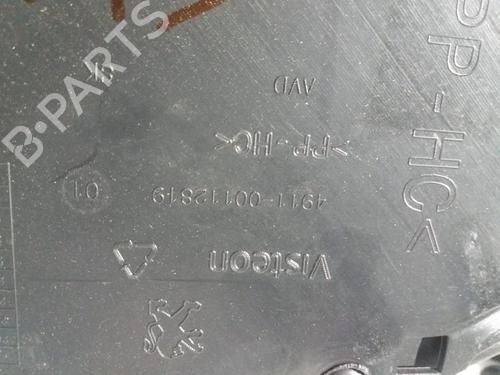 Visteon
4911-00112819
01
>PP-HC<
AVD
PP-HC<
B-PARTS